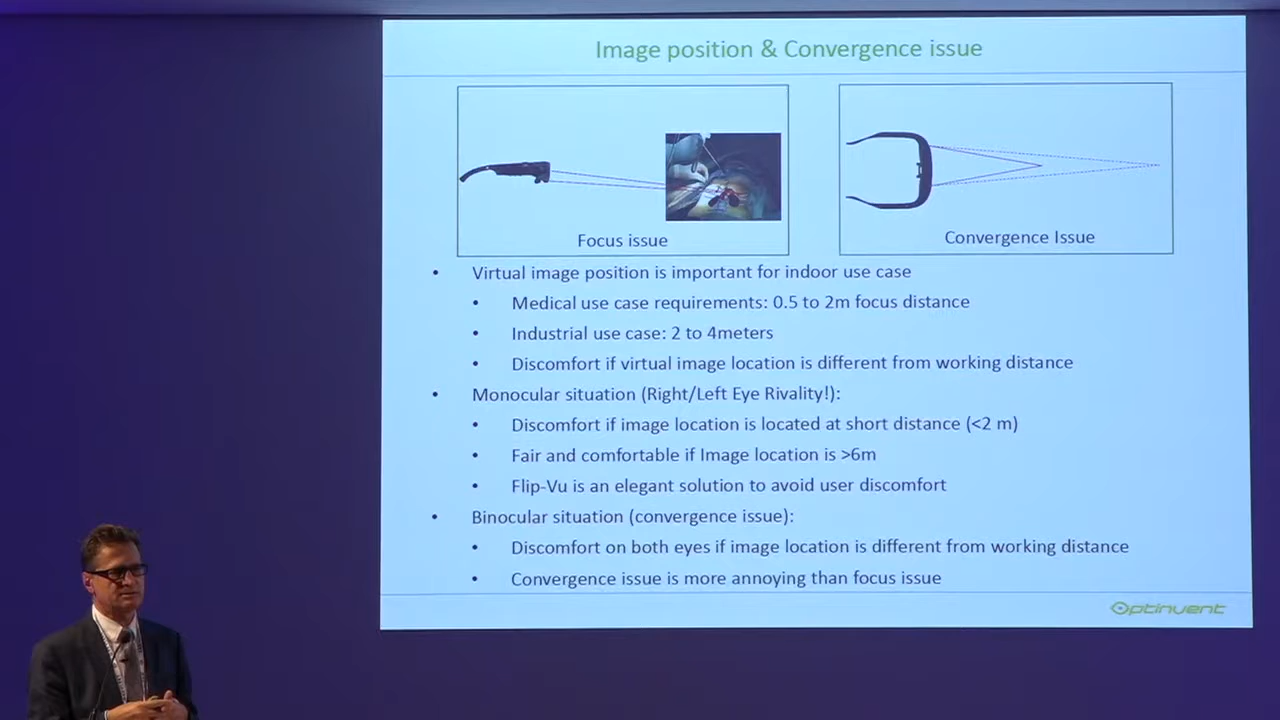 Image position & Convergence issue
Focus issue
Convergence Issue
• Virtual image position is important for indoor use case
• Medical use case requirements: 0.5 to 2m focus distance
• Industrial use case: 2 to 4meters
• Discomfort if virtual image location is different from working distance
• Monocular situation (Right/Left Eye Rivality!):
• Discomfort if image location is located at short distance (<2 m)
• Fair and comfortable if Image location is >6m
• Flip-Vu is an elegant solution to avoid user discomfort
• Binocular situation (convergence issue):
• Discomfort on both eyes if image location is different from working distance
• Convergence issue is more annoying than focus issue
Optinvent